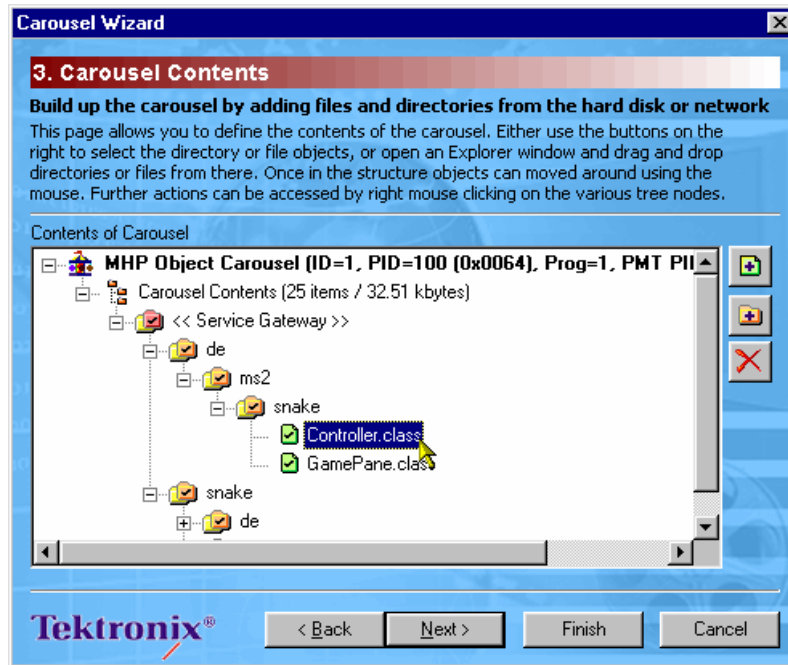 Carousel Wizard
3. Carousel Contents
Build up the carousel by adding files and directories from the hard disk or network
This page allows you to define the contents of the carousel. Either use the buttons on the
right to select the directory or file objects, or open an Explorer window and drag and drop
directories or files from there. Once in the structure objects can moved around using the
mouse. Further actions can be accessed by right mouse clicking on the various tree nodes.
Contents of Carousel
MHP Object Carousel (ID=1, PID=100 (0x0064), Prog=1, PMT
Carousel Contents (25 items / 32.51 kbytes)
<< Service Gateway >>
de
ms2
snake
Controller.class
GamePane.class
snake
de
Tektronix®
< Back
Next >
Finish
Cancel